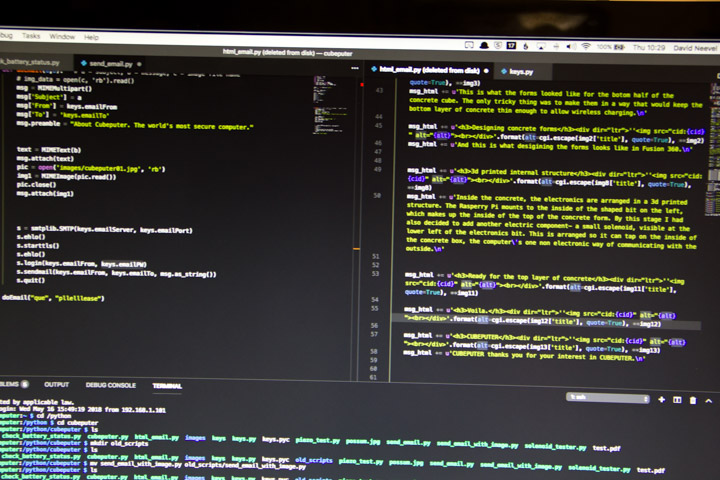 bug Tasks Window Help
17
100%
Thu 10:29 David Neevel
html_email.py (deleted from disk) — cubeputer
k_battery_status.py send_email.py
# img_data = open(c, 'rb').read()
msg = MIMEMultipart()
msg['Subject'] = a
msg['From'] = keys.emailFrom
msg['To'] = 'keys.emailTo'
msg.preamble = "About Cubeputer. The world's most secure computer."
text = MIMEText(b)
msg.attach(text)
pic = open('images/cubeputer01.jpg', 'rb')
img1 = MIMEImage(pic.read())
pic.close()
msg.attach(img1)
s = smtplib.SMTP(keys.emailServer, keys.emailPort)
s.ehlo()
s.starttls()
s.ehlo()
s.login(keys.emailFrom, keys.emailPW)
s.sendmail(keys.emailFrom, keys.emailTo, msg.as_string())
s.quit()
doEmail("que", "pllelllease")
html_email.py (deleted from disk) keys.py
quote=True), **img3)
43 msg_html += u'This is what the forms looked like for the botom half of the
concrete cube. The only tricky thing was to make them in a way that would keep the
bottom layer of concrete thin enough to allow wireless charging.\n'
44
45 msg_html += u'<h3>Designing concrete forms</h3><div dir="ltr">''<img src="cid:{cid}
" alt="{alt}"><br></div>'.format(alt=cgi.escape(img2['title'], quote=True), **img2)
46 msg_html += u'And this is what desigining the forms looks like in Fusion 360.\n'
47
48
49 msg_html += u'<h3>3d printed internal structure</h3><div dir="ltr">''<img src="cid:
{cid}" alt="{alt}"><br></div>'.format(alt=cgi.escape(img8['title'], quote=True),
**img8)
50 msg_html += u'Inside the concrete, the electronics are arranged in a 3d printed
structure. The Rasperry Pi mounts to the inside of the shaped bit on the left,
which makes up the inside of the top of the concrete form. By this stage I had
also decided to add another electric component- a small solenoid, visible at the
lower left of the electronics bit. This is arranged so it can tap on the inside of
the concrete box, the computer\'s one non electronic way of communicating with the
outside.\n'
51
52
53 msg_html += u'<h3>Ready for the top layer of concrete</h3><div dir="ltr">''<img
src="cid:{cid}" alt="{alt}"><br></div>'.format(alt=cgi.escape(img11['title'],
quote=True), **img11)
54
55 msg_html += u'<h3>Voila.</h3><div dir="ltr">''<img src="cid:{cid}" alt="{alt}
"><br></div>'.format(alt=cgi.escape(img12['title'], quote=True), **img12)
56
57 msg_html += u'<h3>CUBEPUTER</h3><div dir="ltr">''<img src="cid:{cid}" alt="{alt}
"><br></div>'.format(alt=cgi.escape(img13['title'], quote=True), **img13)
58 msg_html += u'CUBEPUTER thanks you for your interest in CUBEPUTER.\n'
59
60
61
BLEMS 6 OUTPUT DEBUG CONSOLE TERMINAL
1: ssh
ted by applicable law.
ogin: Wed May 16 15:49:19 2018 from 192.168.1.101
puter:~ $ cd /python
puter:/python $ cd cubeputer
puter:/python/cubeputer $ ls
check_battery_status.py cubeputer.py html_email.py images keys keys.py keys.pyc piezo_test.py possum.jpg send_email.py send_email_with_image.py solenoid_tester.py test.pdf
puter:/python/cubeputer $ mkdir old_scripts
puter:/python/cubeputer $ ls
check_battery_status.py cubeputer.py html_email.py images keys keys.py keys.pyc old_scripts piezo_test.py possum.jpg send_email.py send_email_with_image.py solenoid_tester.py test.pdf
puter:/python/cubeputer $ mv send_email_with_image.py old_scripts/send_email_with_image.py
puter:/python/cubeputer $ ls